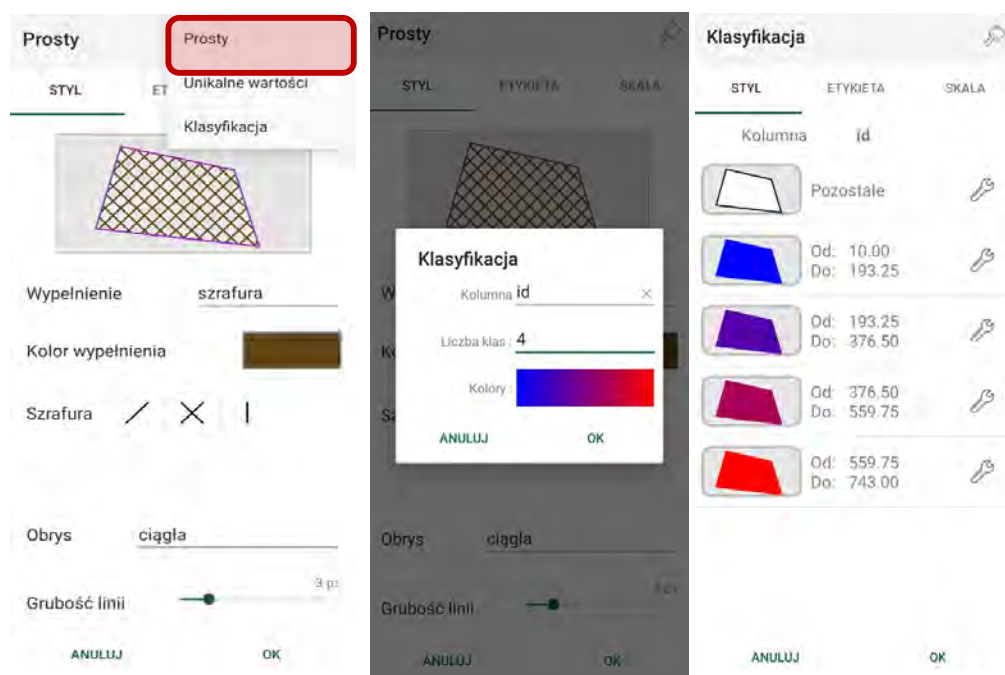 Prosty
Prosty
Unikalne wartości
Klasyfikacja
STYL
ET
Wypełnienie szrafura
Kolor wypełnienia
Szrafura
Obrys ciągła
3 px
Grubość linii
ANULUJ OK
Prosty
STYL ETYKIETA SKALA
Klasyfikacja
Kolumna id
Liczba klas : 4
Kolory :
ANULUJ OK
Obrys ciągła
3 px
Grubość linii
ANULUJ OK
Klasyfikacja
STYL ETYKIETA SKALA
Kolumna id
Pozostałe
Od: 10.00
Do: 193.25
Od: 193.25
Do: 376.50
Od: 376.50
Do: 559.75
Od: 559.75
Do: 743.00
ANULUJ OK